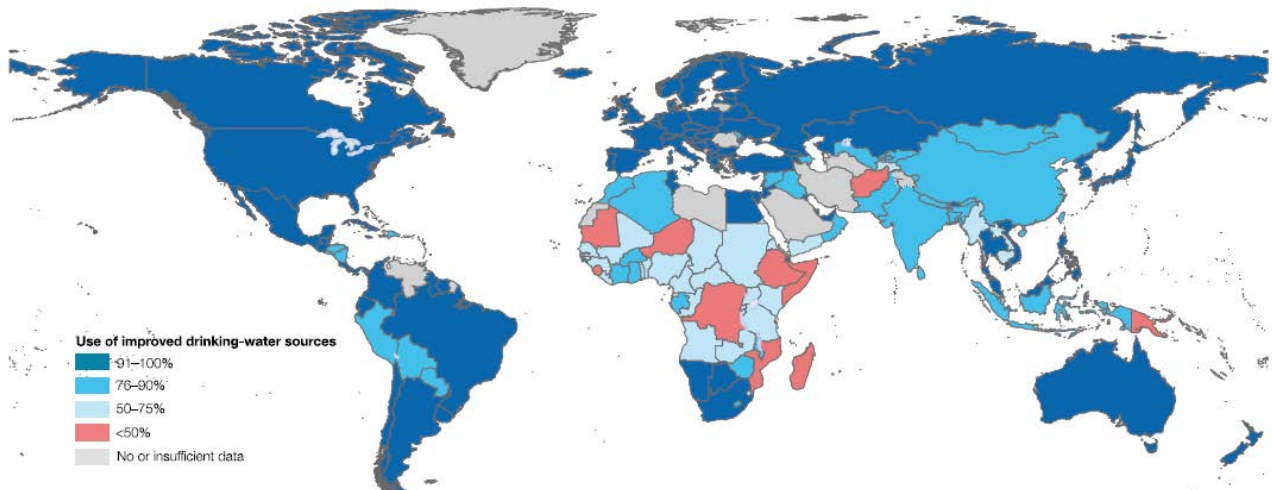 Use of improved drinking-water sources
91–100%
76–90%
50–75%
<50%
No or insufficient data